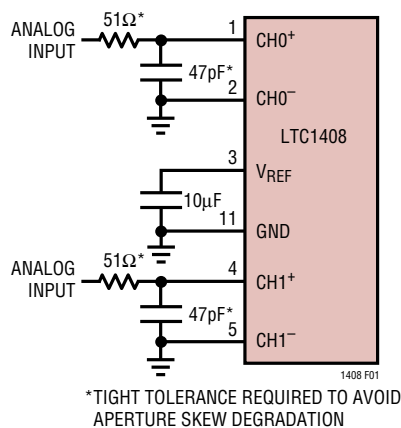 ANALOG
INPUT
51Ω*
47pF*
1
CH0+
2
CH0−
LTC1408
3
VREF
10μF
11
GND
ANALOG
INPUT
51Ω*
47pF*
4
CH1+
5
CH1−
1408 F01
*TIGHT TOLERANCE REQUIRED TO AVOID
APERTURE SKEW DEGRADATION